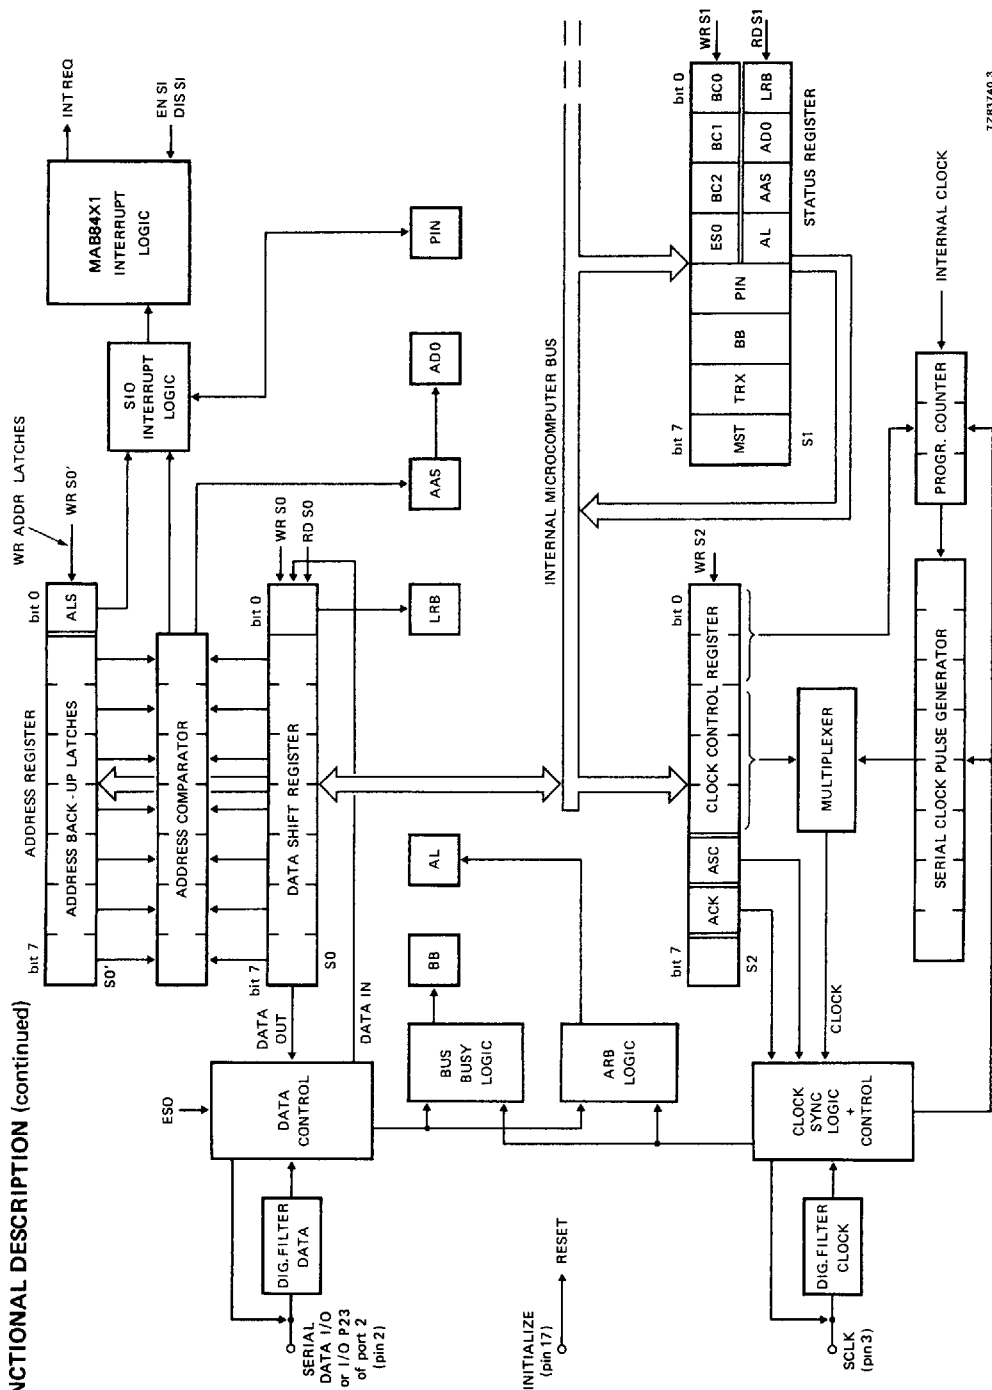 NCTIONAL DESCRIPTION (continued)
WR ADDR LATCHES
WR S0'
ADDRESS REGISTER
bit 7
bit 0
ADDRESS BACK - UP LATCHES
ALS
S0'
ADDRESS COMPARATOR
SIO
INTERRUPT
LOGIC
MAB84X1
INTERRUPT
LOGIC
INT REQ
EN SI
DIS SI
bit 7
bit 0
DATA SHIFT REGISTER
S0
WR S0
RD S0
DATA
OUT
DATA IN
ESO
DATA
CONTROL
DIG. FILTER
DATA
SERIAL
DATA I/O
or I/O P23
of port 2
(pin 2)
BUS
BUSY
LOGIC
BB
AL
LRB
AAS
ADO
PIN
ARB
LOGIC
INITIALIZE
(pin 17)
RESET
INTERNAL MICROCOMPUTER BUS
bit 7
bit 0
ACK
ASC
CLOCK CONTROL REGISTER
S2
WR S2
bit 7
bit 0
MST
TRX
BB
PIN
ESO
BC2
BC1
BC0
AL
AAS
ADO
LRB
WR S1
RD S1
S1
STATUS REGISTER
CLOCK
MULTIPLEXER
CLOCK
SYNC
LOGIC
+
CONTROL
DIG. FILTER
CLOCK
SCLK
(pin3)
SERIAL CLOCK PULSE GENERATOR
PROGR. COUNTER
INTERNAL CLOCK
7Z81740.3